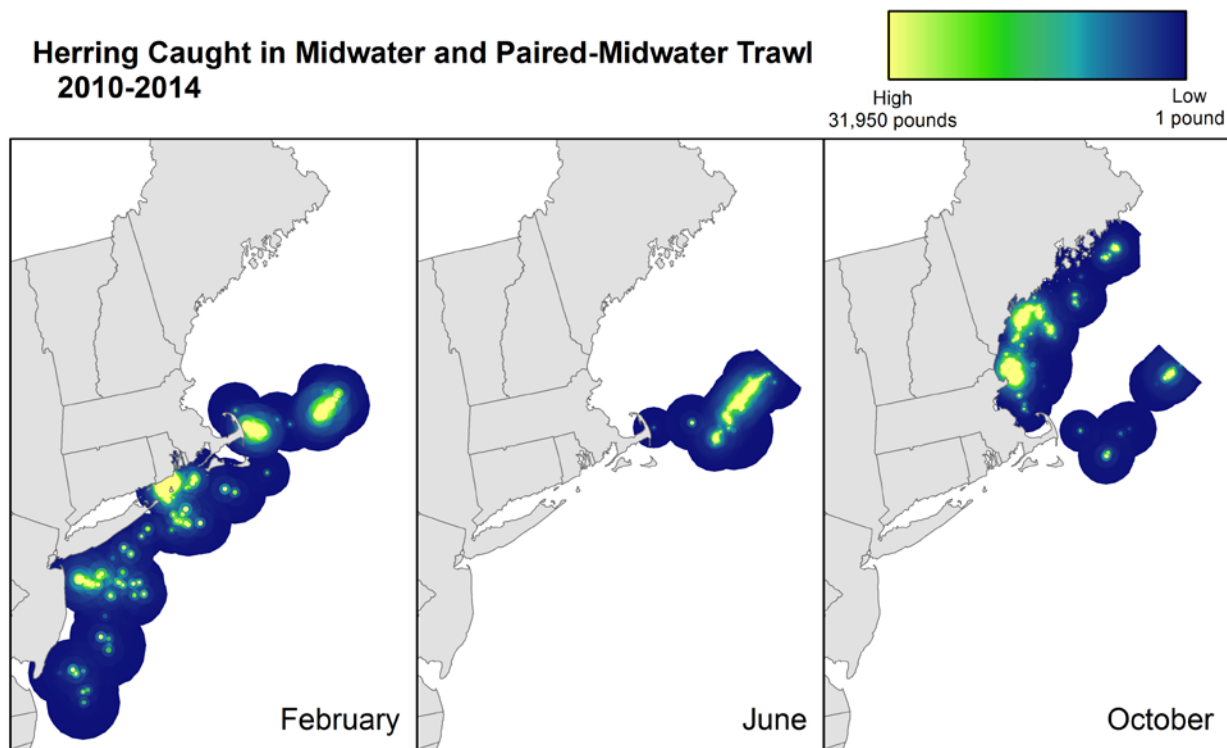 Herring Caught in Midwater and Paired-Midwater Trawl
2010-2014
High
31,950 pounds
Low
1 pound
February
June
October